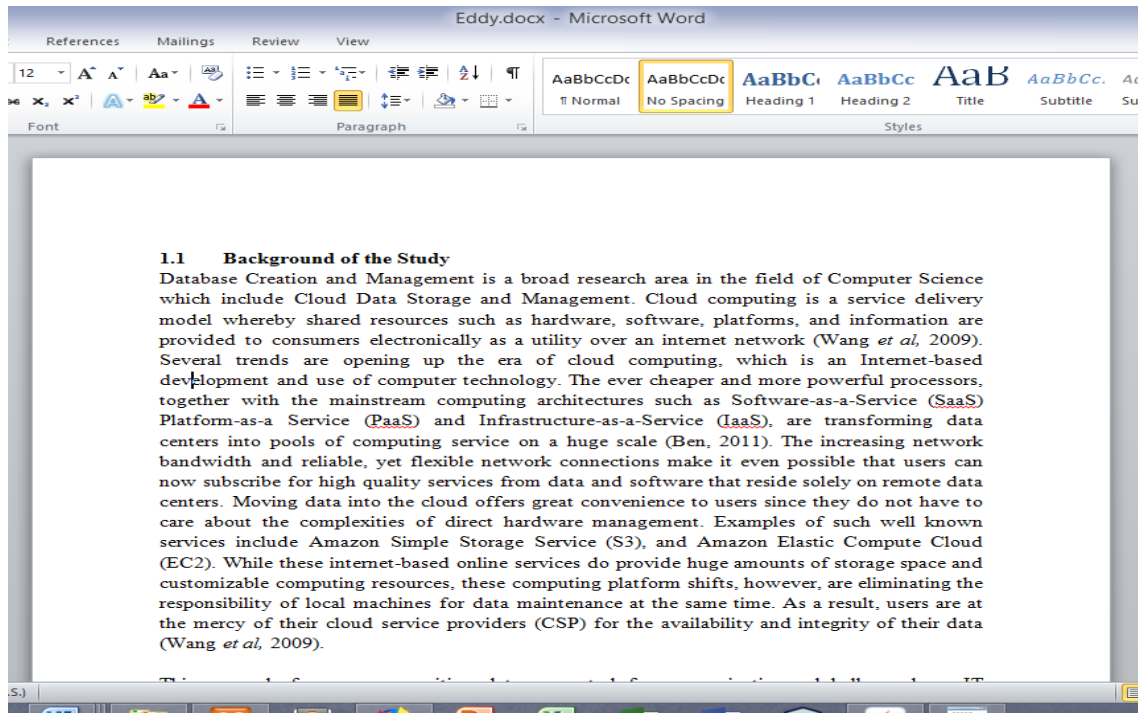 Eddy.docx - Microsoft Word
References Mailings Review View
12 A A Aa
AaBbCcDc AaBbCcDc AaBbC AaBbCc AaB AaBbCc.
¶ Normal No Spacing Heading 1 Heading 2 Title Subtitle Su
Font Paragraph Styles
1.1 Background of the Study
Database Creation and Management is a broad research area in the field of Computer Science
which include Cloud Data Storage and Management. Cloud computing is a service delivery
model whereby shared resources such as hardware, software, platforms, and information are
provided to consumers electronically as a utility over an internet network (Wang et al, 2009).
Several trends are opening up the era of cloud computing, which is an Internet-based
development and use of computer technology. The ever cheaper and more powerful processors,
together with the mainstream computing architectures such as Software-as-a-Service (SaaS)
Platform-as-a Service (PaaS) and Infrastructure-as-a-Service (IaaS), are transforming data
centers into pools of computing service on a huge scale (Ben, 2011). The increasing network
bandwidth and reliable, yet flexible network connections make it even possible that users can
now subscribe for high quality services from data and software that reside solely on remote data
centers. Moving data into the cloud offers great convenience to users since they do not have to
care about the complexities of direct hardware management. Examples of such well known
services include Amazon Simple Storage Service (S3), and Amazon Elastic Compute Cloud
(EC2). While these internet-based online services do provide huge amounts of storage space and
customizable computing resources, these computing platform shifts, however, are eliminating the
responsibility of local machines for data maintenance at the same time. As a result, users are at
the mercy of their cloud service providers (CSP) for the availability and integrity of their data
(Wang et al, 2009).
.S.)